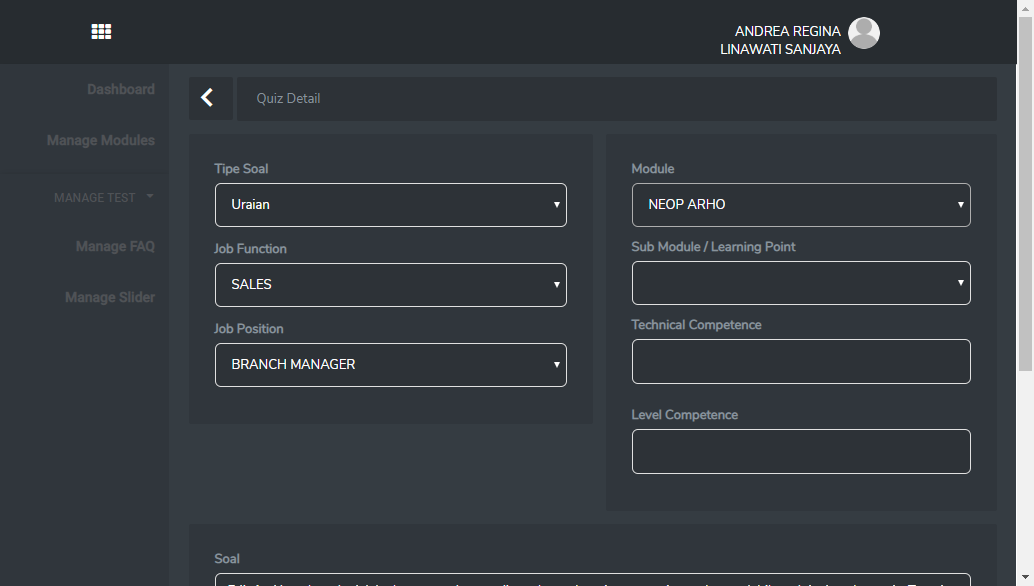 ANDREA REGINA
LINAWATI SANJAYA
Dashboard
Manage Modules
MANAGE TEST
Manage FAQ
Manage Slider
Quiz Detail
Tipe Soal
Uraian
Job Function
SALES
Job Position
BRANCH MANAGER
Module
NEOP ARHO
Sub Module / Learning Point
Technical Competence
Level Competence
Soal